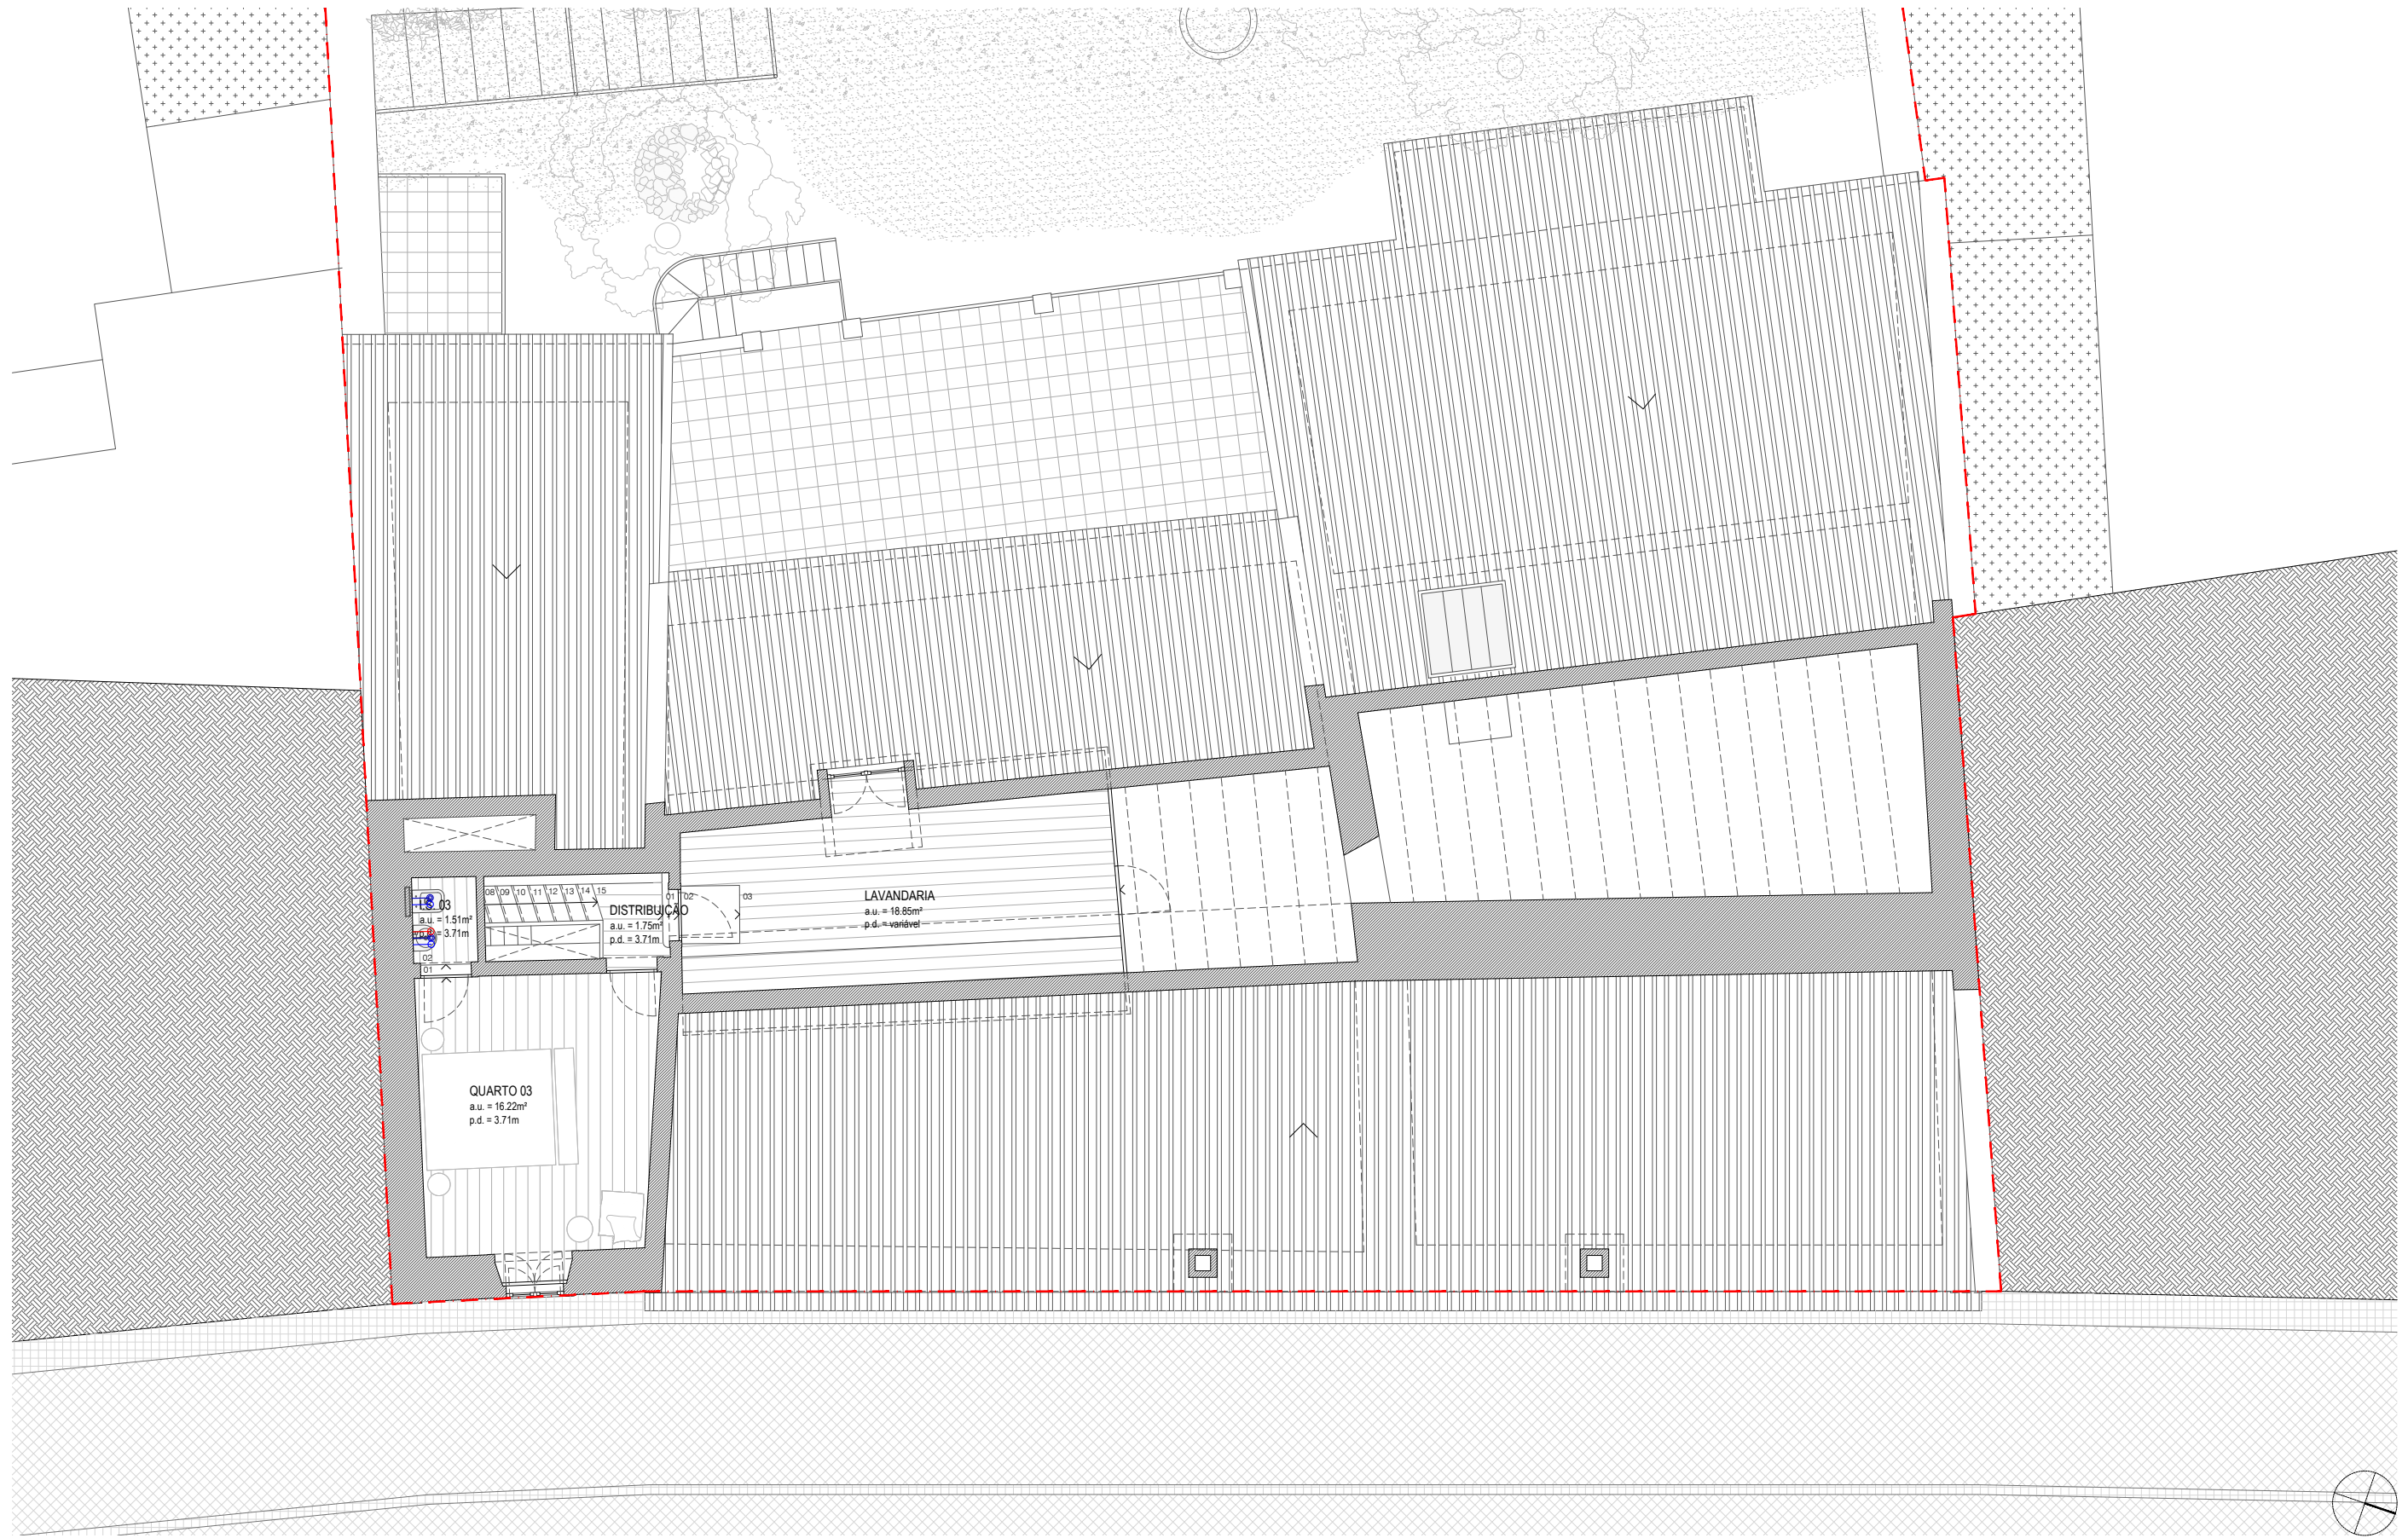 08 09 10 11 12 13 14 15
I.S. 03
a.u. = 1.51m²
p.d. = 3.71m
02
01
DISTRIBUIÇÃO
a.u. = 1.75m²
p.d. = 3.71m
01 02
03
LAVANDARIA
a.u. = 18.85m²
p.d. = variável
QUARTO 03
a.u. = 16.22m²
p.d. = 3.71m